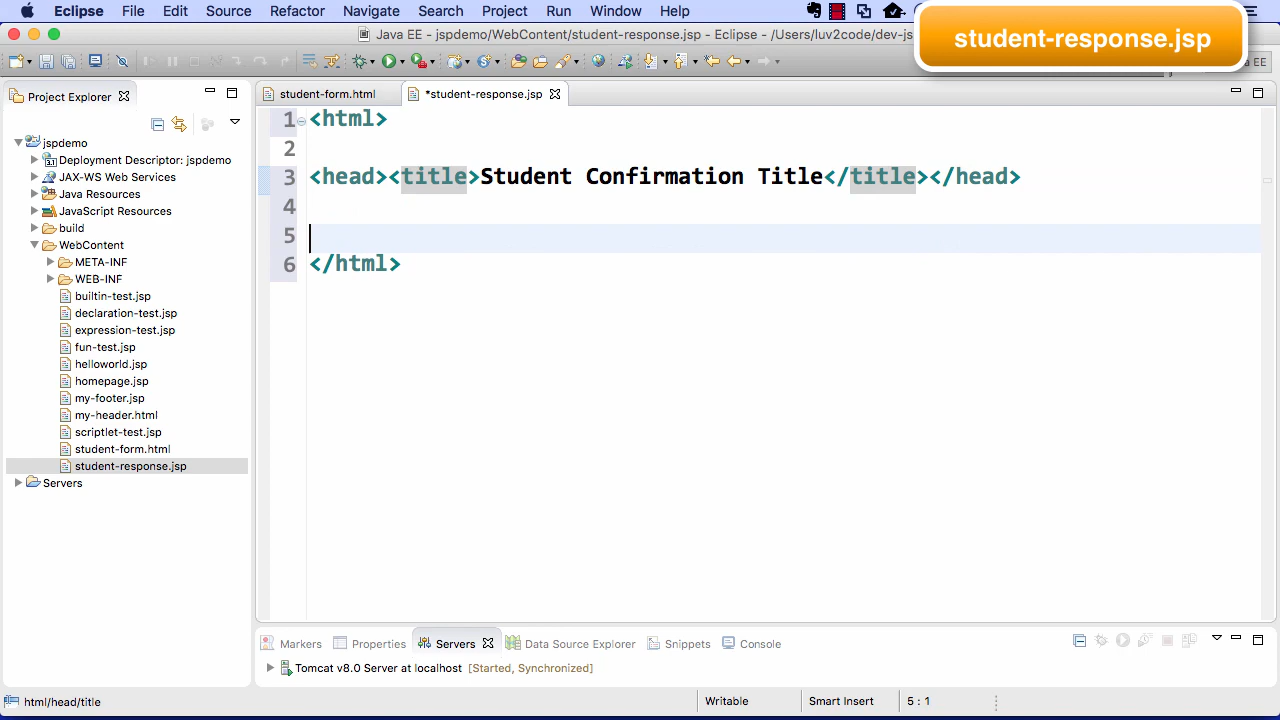 Eclipse File Edit Source Refactor Navigate Search Project Run Window Help
student-response.jsp
Java EE - jspdemo/WebContent/student-response.jsp - Eclipse - /Users/luv2code/dev-js
EE
Project Explorer
student-form.html
*student-response.jsp
jspdemo
Deployment Descriptor: jspdemo
JAX-WS Web Services
Java Resources
JavaScript Resources
build
WebContent
META-INF
WEB-INF
builtin-test.jsp
declaration-test.jsp
expression-test.jsp
fun-test.jsp
helloworld.jsp
homepage.jsp
my-footer.jsp
my-header.html
scriptlet-test.jsp
student-form.html
student-response.jsp
Servers
1 <html>
2
3 <head><title>Student Confirmation Title</title></head>
4
5
6 </html>
Markers Properties Servers Data Source Explorer Snippets Console
Tomcat v8.0 Server at localhost [Started, Synchronized]
html/head/title Writable Smart Insert 5 : 1